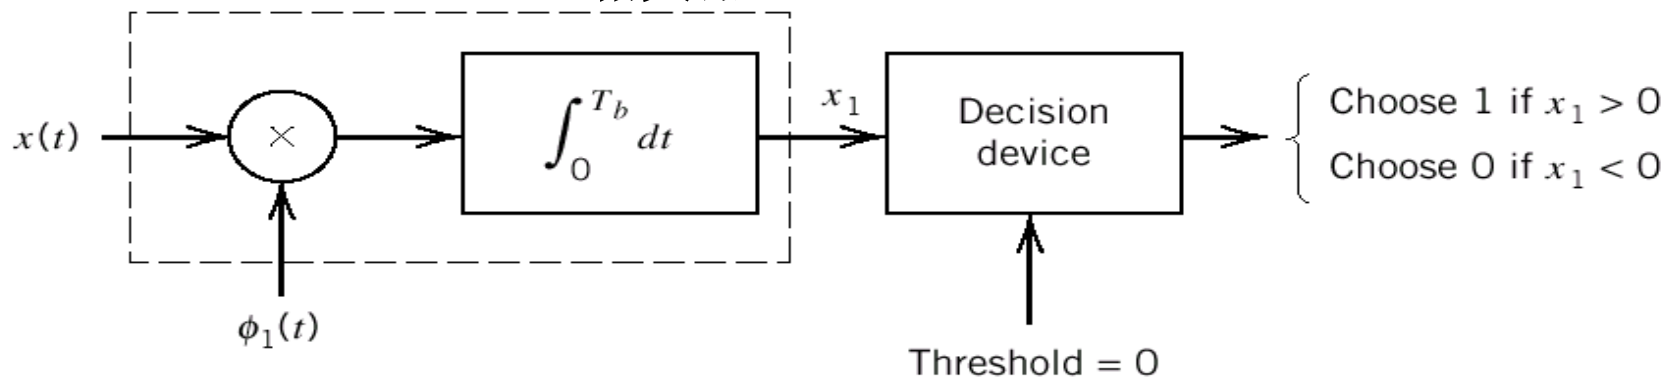 x(t)
×
∫₀^{T_b} dt
x₁
Decision
device
Choose 1 if x₁ > 0
Choose 0 if x₁ < 0
ϕ₁(t)
Threshold = 0